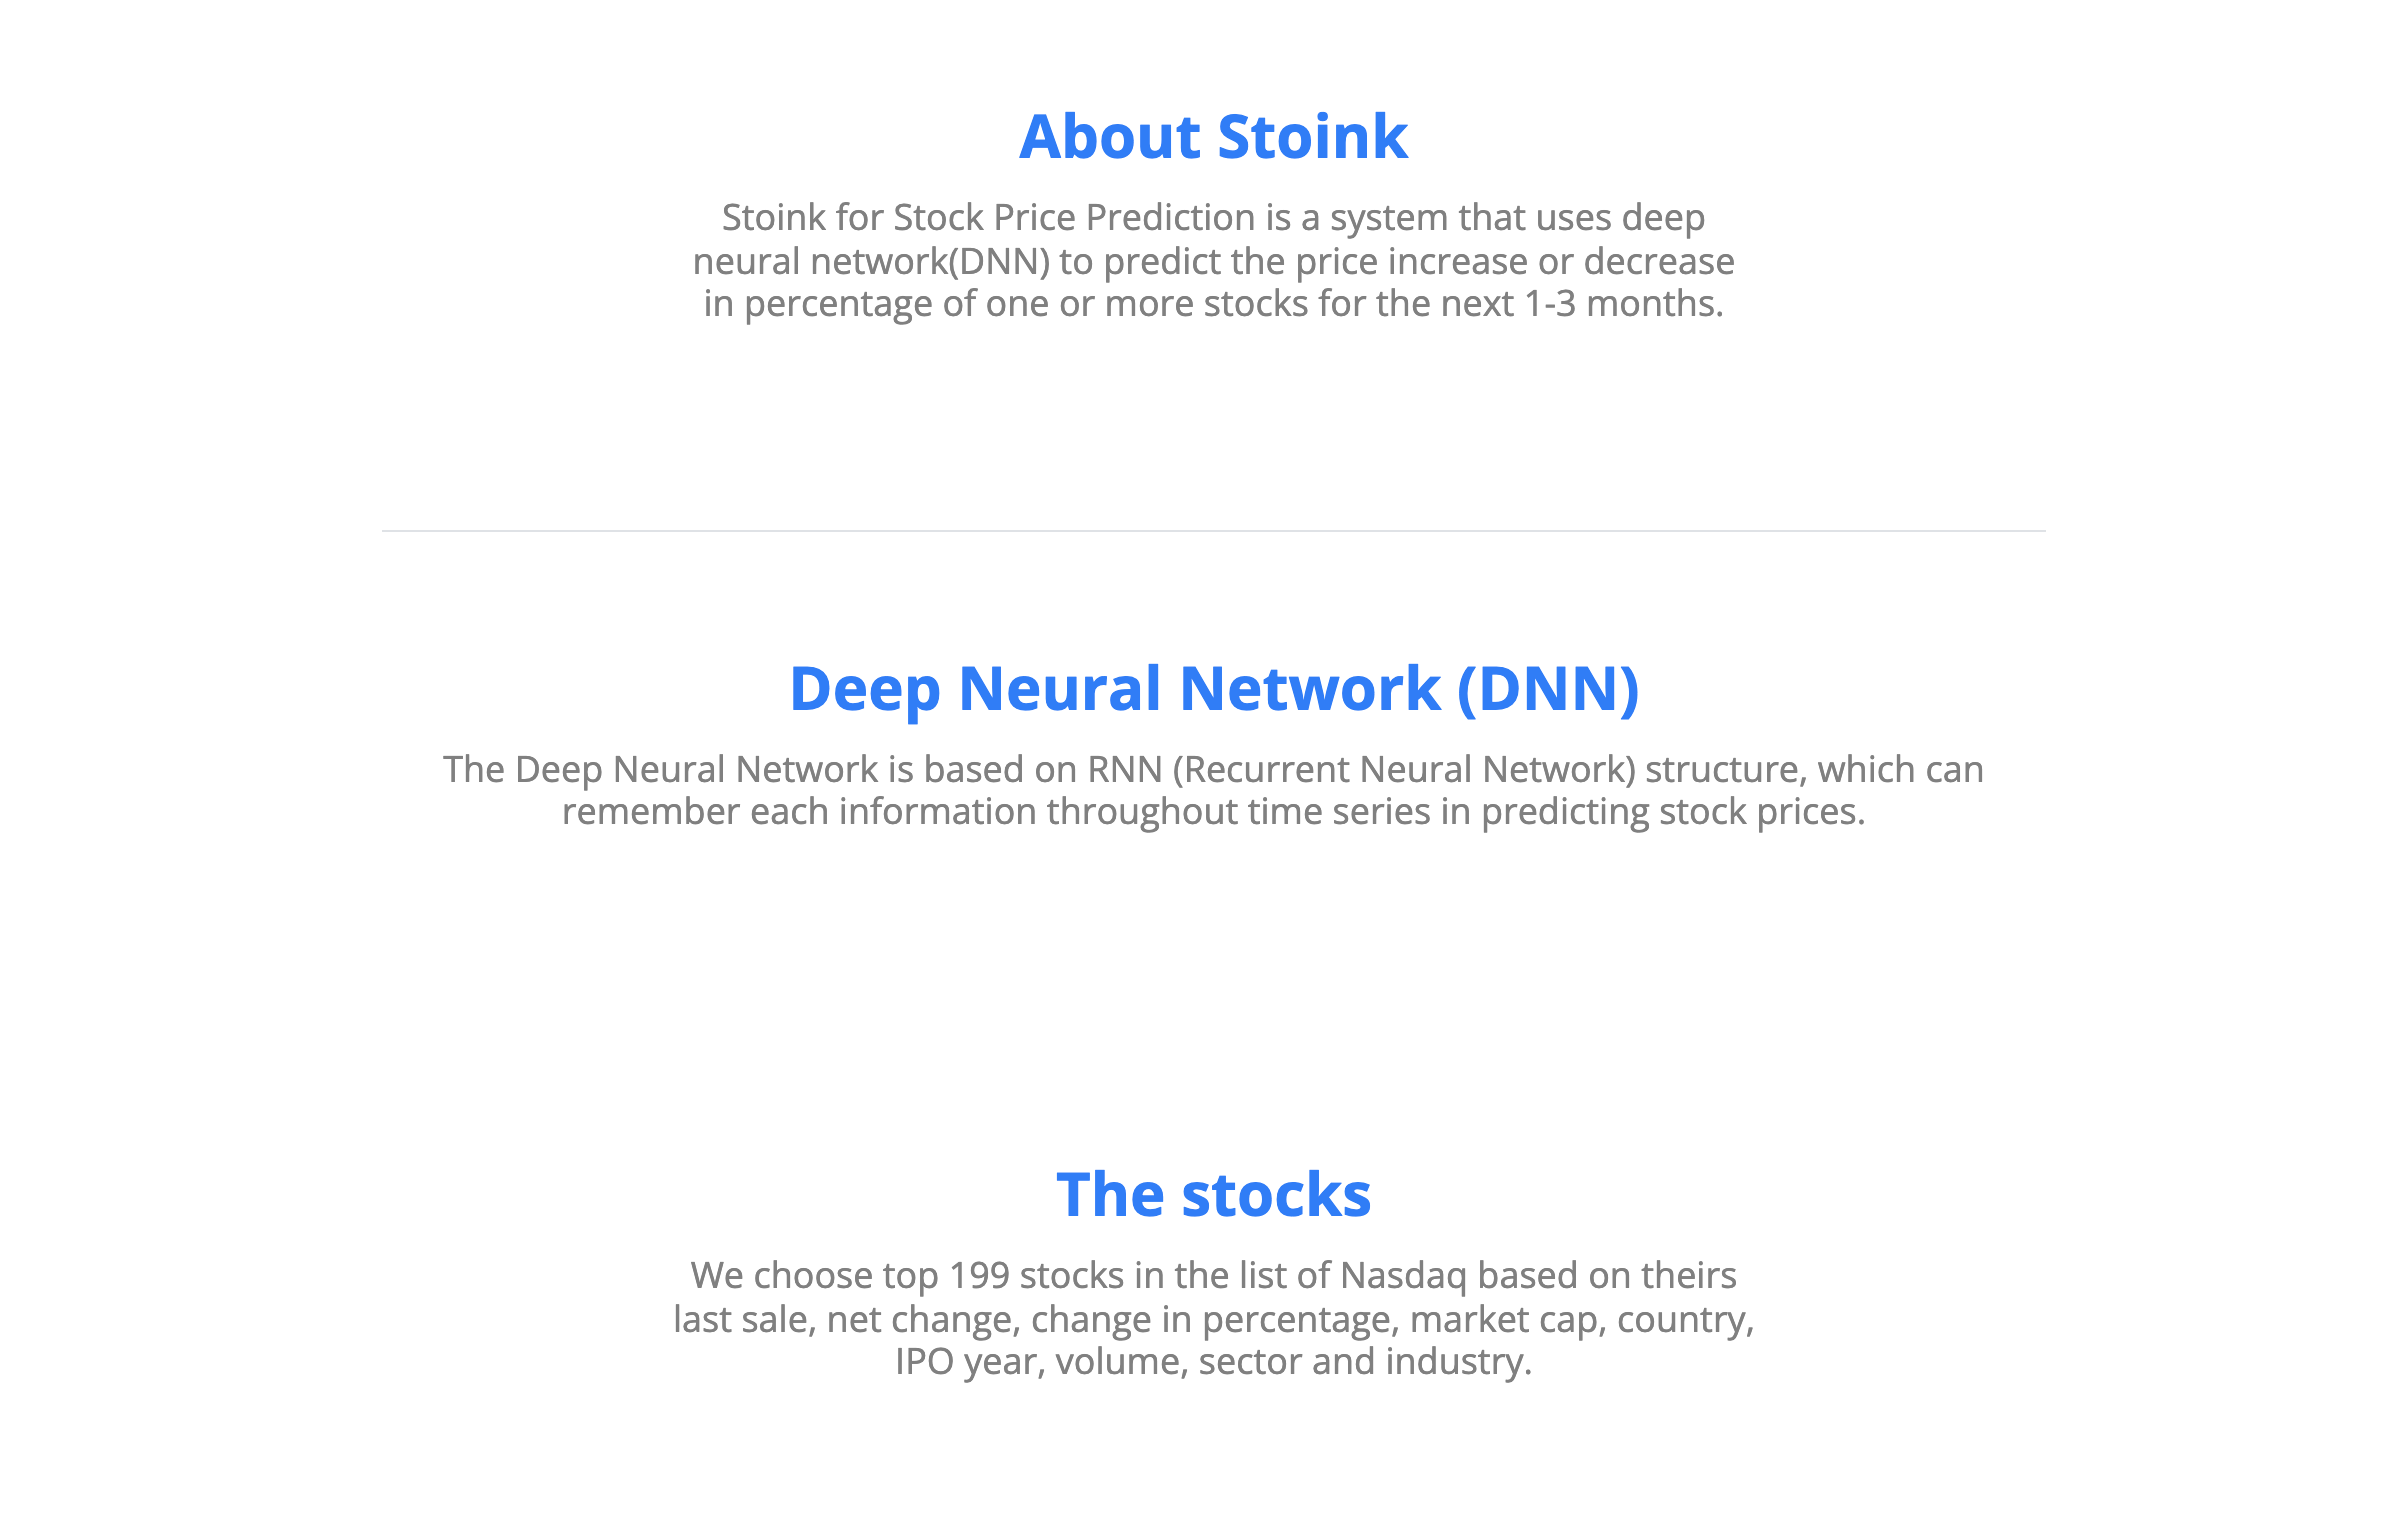 About Stoink
Stoink for Stock Price Prediction is a system that uses deep
neural network(DNN) to predict the price increase or decrease
in percentage of one or more stocks for the next 1-3 months.
Deep Neural Network (DNN)
The Deep Neural Network is based on RNN (Recurrent Neural Network) structure, which can
remember each information throughout time series in predicting stock prices.
The stocks
We choose top 199 stocks in the list of Nasdaq based on theirs
last sale, net change, change in percentage, market cap, country,
IPO year, volume, sector and industry.